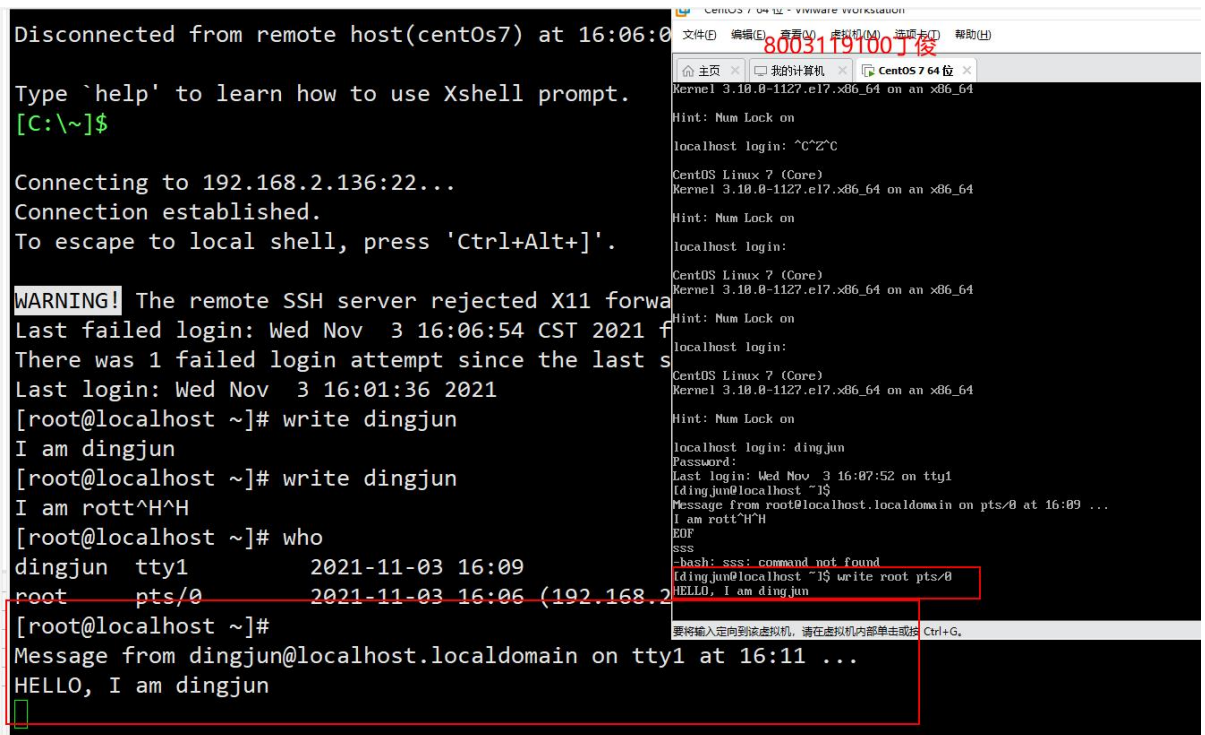 Disconnected from remote host(centOs7) at 16:06:0
Type `help' to learn how to use Xshell prompt.
[C:\~]$
Connecting to 192.168.2.136:22...
Connection established.
To escape to local shell, press 'Ctrl+Alt+]'.
WARNING! The remote SSH server rejected X11 forwa
Last failed login: Wed Nov  3 16:06:54 CST 2021 f
There was 1 failed login attempt since the last s
Last login: Wed Nov  3 16:01:36 2021
[root@localhost ~]# write dingjun
I am dingjun
[root@localhost ~]# write dingjun
I am rott^H^H
[root@localhost ~]# who
dingjun  tty1         2021-11-03 16:09
root     pts/0        2021-11-03 16:06 (192.168.2
[root@localhost ~]#
Message from dingjun@localhost.localdomain on tty1 at 16:11 ...
HELLO, I am dingjun
CentOS 7 64 位 - VMware Workstation
文件(F) 编辑(E) 查看(V) 虚拟机(M) 选项卡(T) 帮助(H)
8003119100丁俊
主页 × 我的计算机 × CentOS 7 64 位 ×
Kernel 3.10.0-1127.el7.x86_64 on an x86_64
Hint: Num Lock on
localhost login: ^C^Z^C
CentOS Linux 7 (Core)
Kernel 3.10.0-1127.el7.x86_64 on an x86_64
Hint: Num Lock on
localhost login:
CentOS Linux 7 (Core)
Kernel 3.10.0-1127.el7.x86_64 on an x86_64
Hint: Num Lock on
localhost login:
CentOS Linux 7 (Core)
Kernel 3.10.0-1127.el7.x86_64 on an x86_64
Hint: Num Lock on
localhost login: dingjun
Password:
Last login: Wed Nov  3 16:07:52 on tty1
[dingjun@localhost ~]$
Message from root@localhost.localdomain on pts/0 at 16:09 ...
I am rott^H^H
EOF
sss
-bash: sss: command not found
[dingjun@localhost ~]$ write root pts/0
HELLO, I am dingjun
要将输入定向到该虚拟机，请在虚拟机内部单击或按 Ctrl+G。